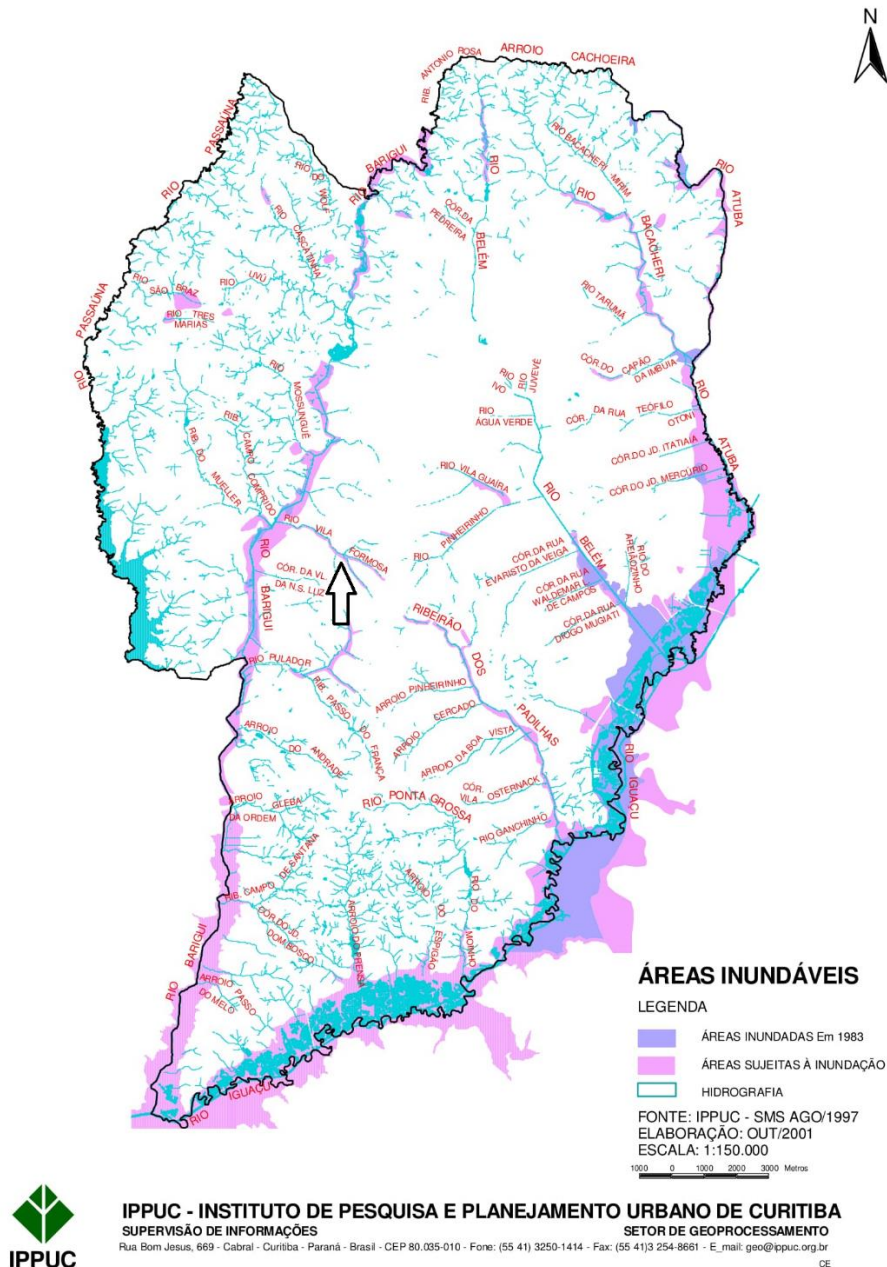 N
RIB. ANTONIO ROSA
ARROIO CACHOEIRA
RIO PASSAÚNA
RIO BARIGUI
RIO ATUBA
RIO DO WOLF
RIO CASCATINHA
CÓR. DA PEDREIRA
RIO BELÉM
RIO BACACHERI-MIRIM
RIO BACACHERI
RIO UVÚ
RIO SÃO BRAZ
RIO TRES MARIAS
RIO TARUMÃ
RIO PASSAÚNA
CÓR. DO CAPÃO DA IMBUIA
RIO MOSSUNGUÊ
RIO IVO
RIO JUVEVÊ
RIO ÁGUA VERDE
CÓR. DA RUA TEÓFILO OTONI
RIB. CAMPO COMPRIDO
RIB. DO MUELLER
CÓR.DO JD. ITATIAIA
CÓR.DO JD. MERCÚRIO
RIO ATUBA
RIO VILA GUAÍRA
RIO PINHEIRINHO
RIO BELÉM
RIO VILA FORMOSA
CÓR.DA RUA EVARISTO DA VEIGA
RIO DO AREIÃOZINHO
CÓR. DA VL. DA N.S. LUZ
CÓR.DA RUA WALDEMAR L. DE CAMPOS
CÓR.DA RUA DIOGO MUGIATI
RIO BARIGUI
RIBEIRÃO DOS PADILHAS
RIO PULADOR
RIB. PASSO DO FRANÇA
ARROIO PINHEIRINHO
ARROIO CERCADO
ARROIO DA BOA VISTA
ARROIO DO ANDRADE
RIO IGUAÇU
ARROIO GLEBA DA ORDEM
RIO PONTA GROSSA
CÓR. VILA OSTERNACK
RIO GANCHINHO
RIB. CAMPO DE SANTANA
CÓR.DO JD. DOM BOSCO
ARROIO DO PRENSA
ARROIO DO ESPIGÃO
RIO DO MOINHO
RIO BARIGUI
ARROIO PASSO DO MELO
RIO IGUAÇU
ÁREAS INUNDÁVEIS
LEGENDA
ÁREAS INUNDADAS Em 1983
ÁREAS SUJEITAS À INUNDAÇÃO
HIDROGRAFIA
FONTE: IPPUC - SMS AGO/1997
ELABORAÇÃO: OUT/2001
ESCALA: 1:150.000
1000 0 1000 2000 3000 Metros
IPPUC
IPPUC - INSTITUTO DE PESQUISA E PLANEJAMENTO URBANO DE CURITIBA
SUPERVISÃO DE INFORMAÇÕES SETOR DE GEOPROCESSAMENTO
Rua Bom Jesus, 669 - Cabral - Curitiba - Paraná - Brasil - CEP 80.035-010 - Fone: (55 41) 3250-1414 - Fax: (55 41)3 254-8661 - E_mail: geo@ippuc.org.br
CE